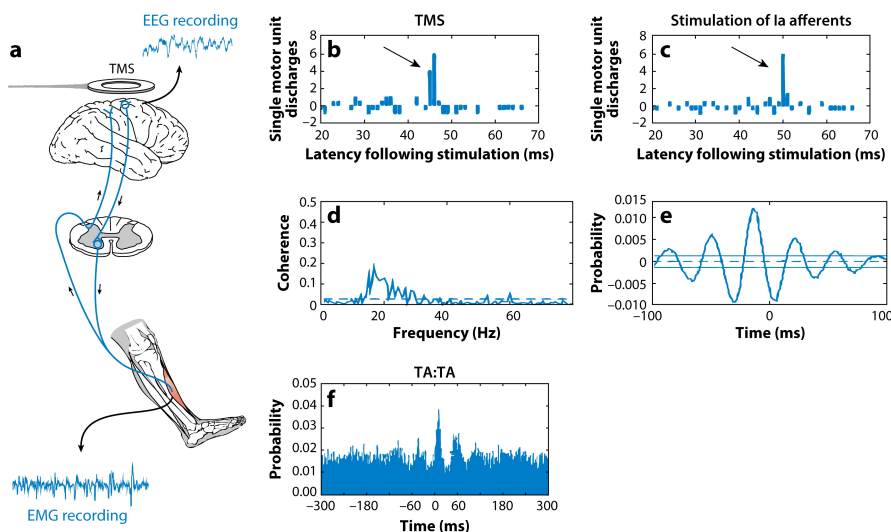 EEG recording
a
TMS
EMG recording
TMS
b
Single motor unit
discharges
8
6
4
2
0
−2
20 30 40 50 60 70
Latency following stimulation (ms)
Stimulation of Ia afferents
c
Single motor unit
discharges
8
6
4
2
0
−2
20 30 40 50 60 70
Latency following stimulation (ms)
d
Coherence
0.5
0.4
0.3
0.2
0.1
0
0 20 40 60
Frequency (Hz)
e
Probability
0.015
0.010
0.005
0
−0.005
−0.010
−100 0 100
Time (ms)
TA:TA
f
Probability
0.05
0.04
0.03
0.02
0.01
0.00
−300 −180 −120 0 60 180 300
Time (ms)